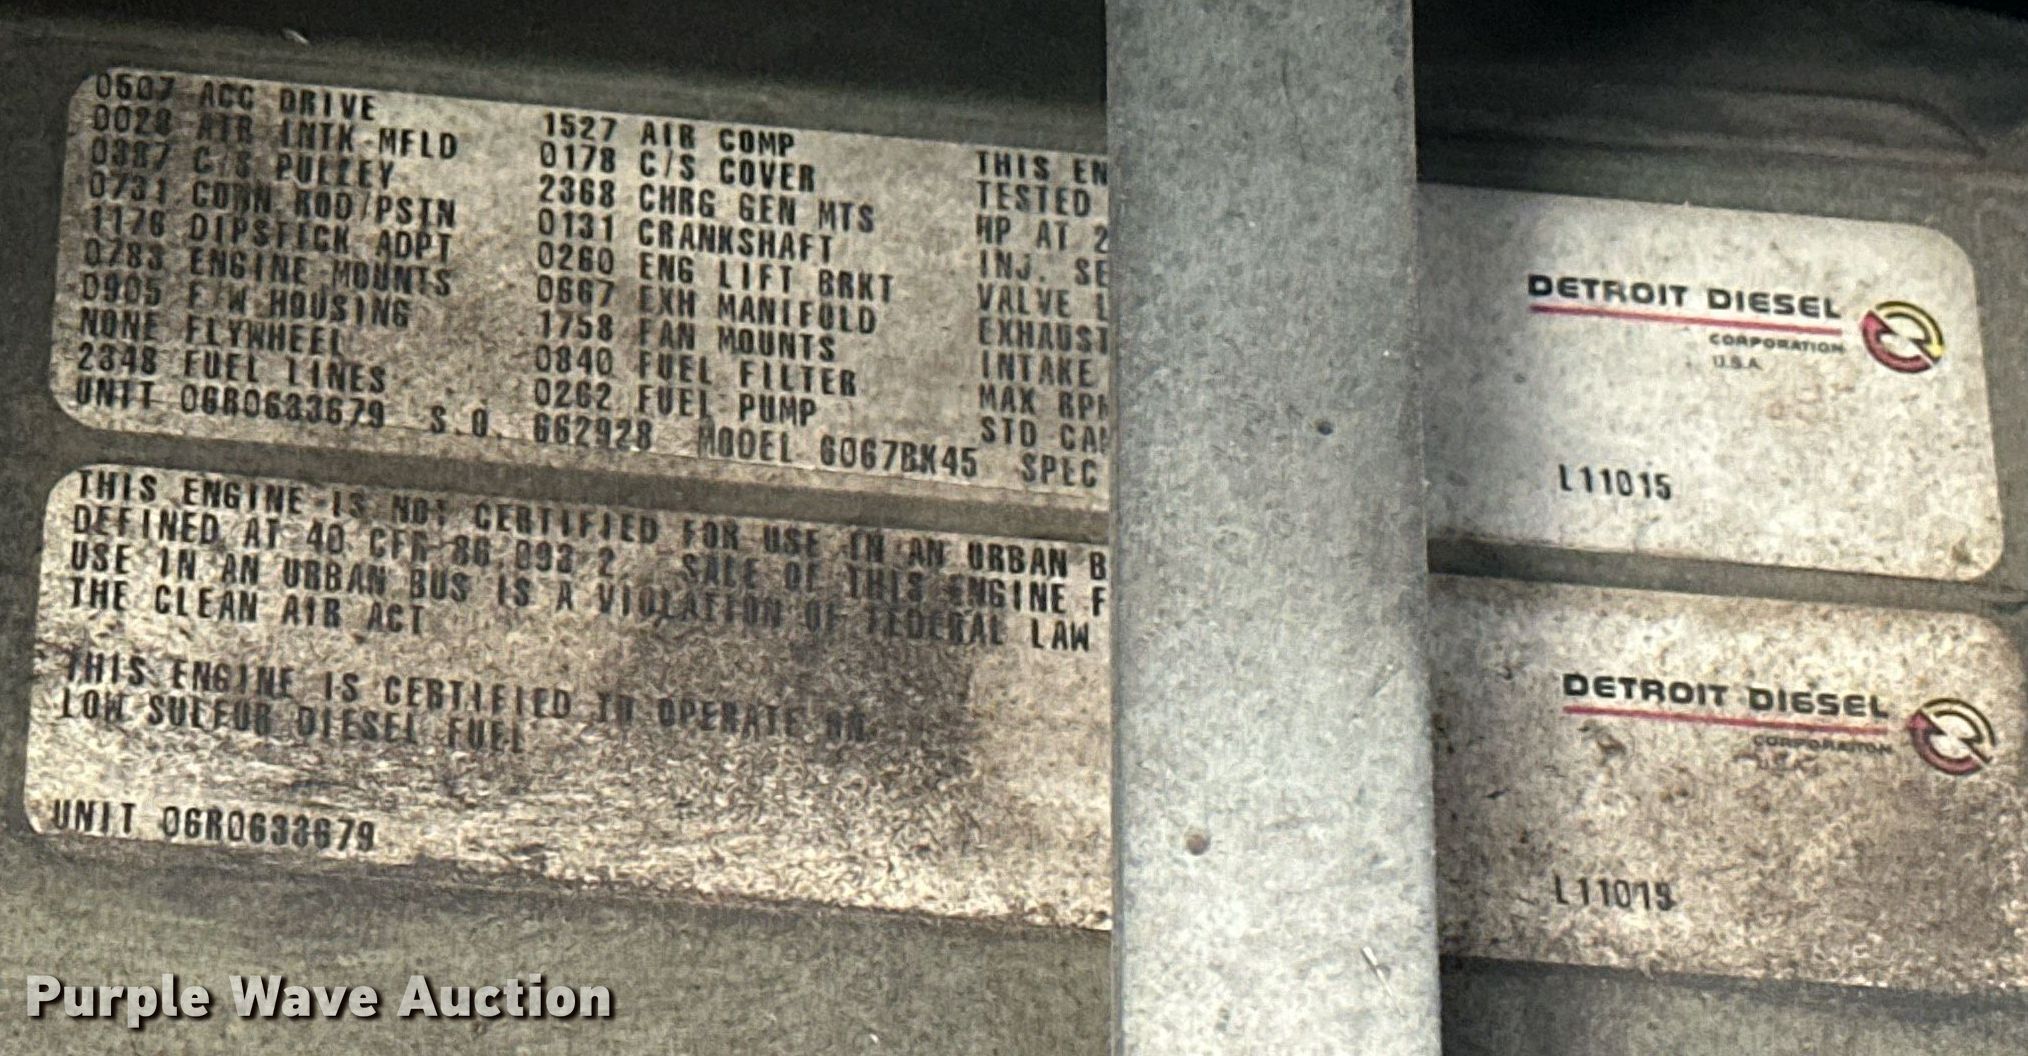 0507 ACC DRIVE 1527 AIR COMP
0028 AIR INTK MFLD 0178 C/S COVER THIS EN
0387 C/S PULLEY 2368 CHRG GEN MTS TESTED
0731 CONN ROD/PSTN 0131 CRANKSHAFT HP AT 2
1176 DIPSTICK ADPT 0260 ENG LIFT BRKT INJ. SE
0783 ENGINE MOUNTS 0667 EXH MANIFOLD VALVE L
0905 F/W HOUSING 1758 FAN MOUNTS EXHAUST
NONE FLYWHEEL 0840 FUEL FILTER INTAKE
2348 FUEL LINES 0262 FUEL PUMP MAX RPM
STD CAM
UNIT 06R0633679 S.O. 662928 MODEL 6067BK45 SPEC
DETROIT DIESEL
CORPORATION
U.S.A.
L11015
THIS ENGINE IS NOT CERTIFIED FOR USE IN AN URBAN B
DEFINED AT 40 CFR 86.093 2 SALE OF THIS ENGINE F
USE IN AN URBAN BUS IS A VIOLATION OF FEDERAL LAW
THE CLEAN AIR ACT
THIS ENGINE IS CERTIFIED TO OPERATE ON
LOW SULFUR DIESEL FUEL
UNIT 06R0633679
DETROIT DIESEL
CORPORATION
L11019
Purple Wave Auction